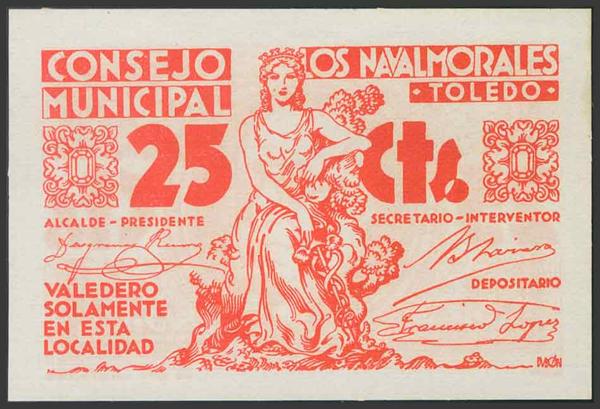 CONSEJO
MUNICIPAL
LOS NAVALMORALES
• TOLEDO •
25 Cts.
ALCALDE - PRESIDENTE
SECRETARIO - INTERVENTOR
VALEDERO
SOLAMENTE
EN ESTA
LOCALIDAD
DEPOSITARIO
Francisco Lopez